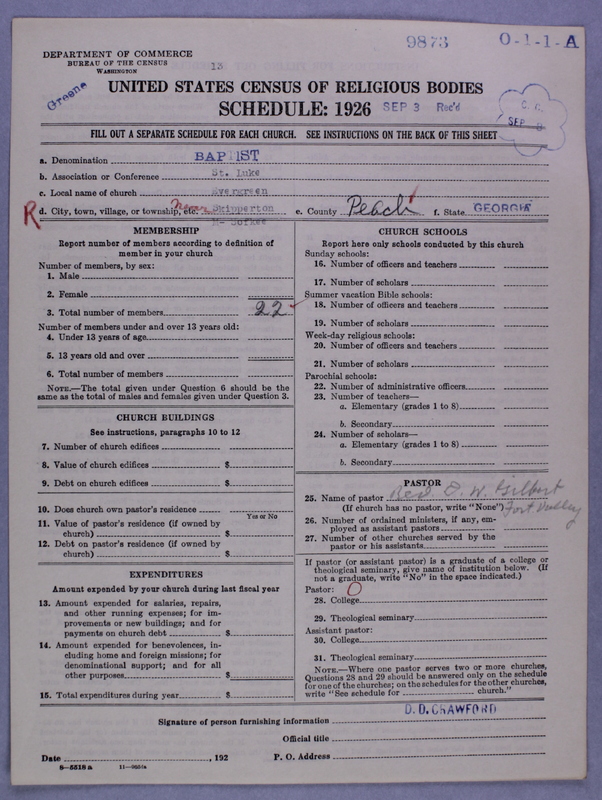 9873 0-1-1-A
DEPARTMENT OF COMMERCE
BUREAU OF THE CENSUS
WASHINGTON
13
Greene
UNITED STATES CENSUS OF RELIGIOUS BODIES
SCHEDULE: 1926 SEP 3 Rec'd
C. C.
SEP 8
FILL OUT A SEPARATE SCHEDULE FOR EACH CHURCH. SEE INSTRUCTIONS ON THE BACK OF THIS SHEET
a. Denomination BAPTIST
b. Association or Conference St. Luke
c. Local name of church Evergreen
R d. City, town, village, or township, etc. near Skipperton e. County Peach f. State GEORGIA
MEMBERSHIP
Report number of members according to definition of
member in your church
Number of members, by sex:
1. Male
2. Female
3. Total number of members 22
Number of members under and over 13 years old:
4. Under 13 years of age
5. 13 years old and over
6. Total number of members
NOTE.—The total given under Question 6 should be the
same as the total of males and females given under Question 3.
CHURCH BUILDINGS
See instructions, paragraphs 10 to 12
7. Number of church edifices
8. Value of church edifices $
9. Debt on church edifices $
10. Does church own pastor's residence
Yes or No
11. Value of pastor's residence (if owned by
church) $
12. Debt on pastor's residence (if owned by
church) $
EXPENDITURES
Amount expended by your church during last fiscal year
13. Amount expended for salaries, repairs,
and other running expenses; for im-
provements or new buildings; and for
payments on church debt $
14. Amount expended for benevolences, in-
cluding home and foreign missions; for
denominational support; and for all
other purposes $
15. Total expenditures during year $
CHURCH SCHOOLS
Report here only schools conducted by this church
Sunday schools:
16. Number of officers and teachers
17. Number of scholars
Summer vacation Bible schools:
18. Number of officers and teachers
19. Number of scholars
Week-day religious schools:
20. Number of officers and teachers
21. Number of scholars
Parochial schools:
22. Number of administrative officers
23. Number of teachers—
a. Elementary (grades 1 to 8)
b. Secondary
24. Number of scholars—
a. Elementary (grades 1 to 8)
b. Secondary
PASTOR
25. Name of pastor Rev. E. W. Gilbert
(If church has no pastor, write "None") Fort Valley
26. Number of ordained ministers, if any, em-
ployed as assistant pastors
27. Number of other churches served by the
pastor or his assistants
If pastor (or assistant pastor) is a graduate of a college or
theological seminary, give name of institution below. (If
not a graduate, write "No" in the space indicated.)
Pastor: O
28. College
29. Theological seminary
Assistant pastor:
30. College
31. Theological seminary
NOTE.—Where one pastor serves two or more churches,
Questions 28 and 29 should be answered only on the schedule
for one of the churches; on the schedules for the other churches,
write "See schedule for church."
D. D. CRAWFORD
Signature of person furnishing information
Official title
Date , 192 P. O. Address
8—5518 a